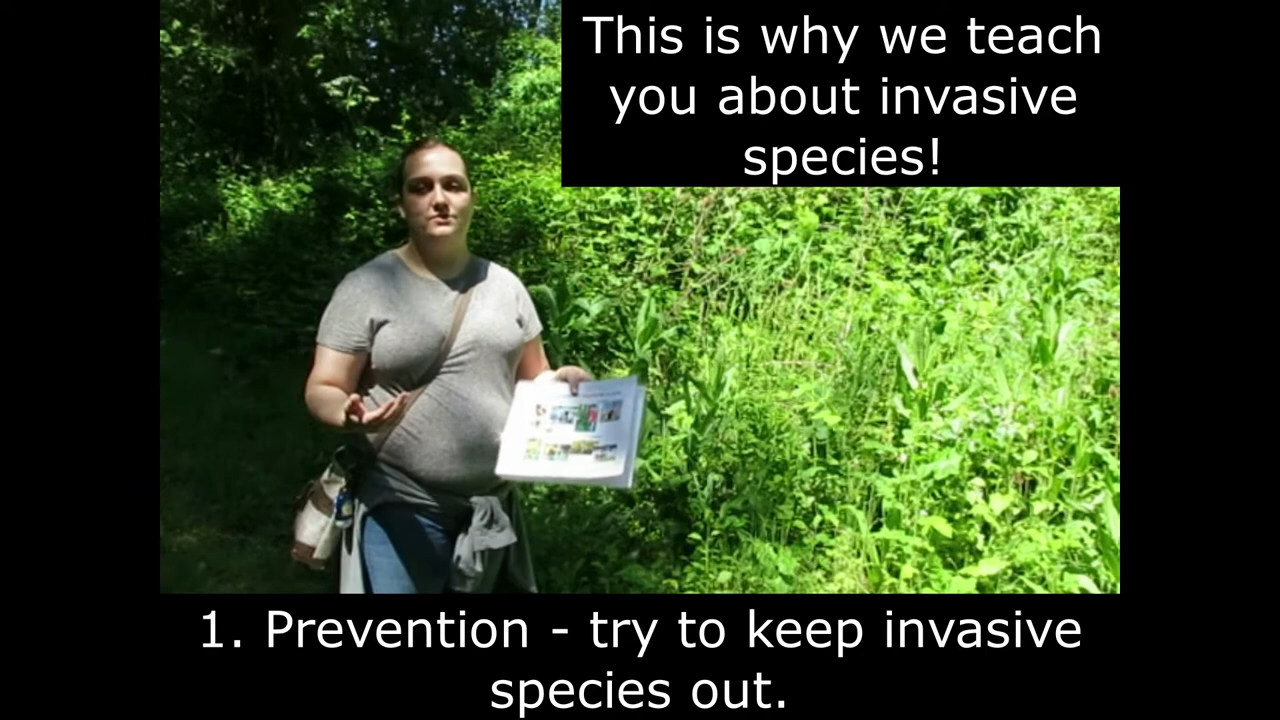 This is why we teach
you about invasive
species!
1. Prevention - try to keep invasive
species out.